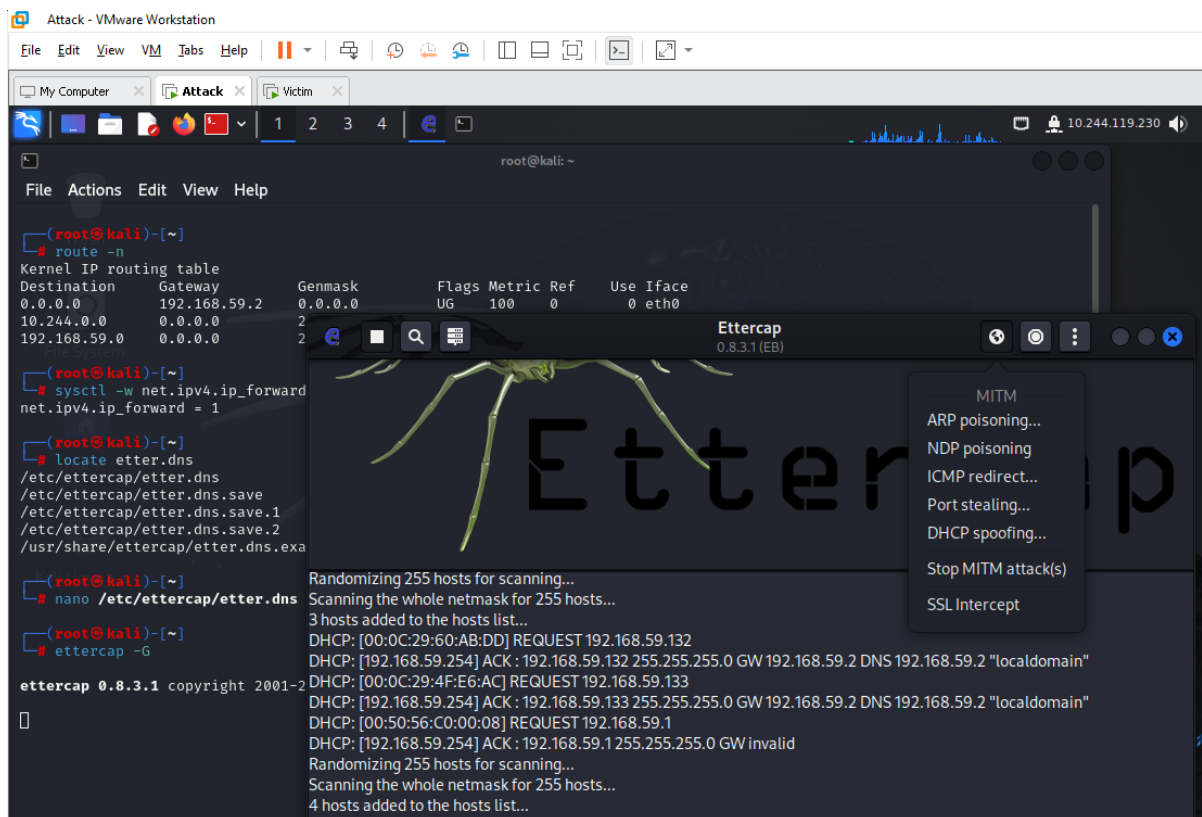 Attack - VMware Workstation
File Edit View VM Tabs Help
My Computer Attack Victim
1 2 3 4 10.244.119.230
root@kali: ~
File Actions Edit View Help
┌──(root㉿kali)-[~]
└─# route -n
Kernel IP routing table
Destination Gateway Genmask Flags Metric Ref Use Iface
0.0.0.0 192.168.59.2 0.0.0.0 UG 100 0 0 eth0
10.244.0.0 0.0.0.0 2
192.168.59.0 0.0.0.0 2
File System
┌──(root㉿kali)-[~]
└─# sysctl -w net.ipv4.ip_forward
net.ipv4.ip_forward = 1
┌──(root㉿kali)-[~]
└─# locate etter.dns
/etc/ettercap/etter.dns
/etc/ettercap/etter.dns.save
/etc/ettercap/etter.dns.save.1
/etc/ettercap/etter.dns.save.2
/usr/share/ettercap/etter.dns.exa
┌──(root㉿kali)-[~]
└─# nano /etc/ettercap/etter.dns
┌──(root㉿kali)-[~]
└─# ettercap -G
ettercap 0.8.3.1 copyright 2001-2
Ettercap
0.8.3.1 (EB)
Etter p
MITM
ARP poisoning...
NDP poisoning
ICMP redirect...
Port stealing...
DHCP spoofing...
Stop MITM attack(s)
SSL Intercept
Randomizing 255 hosts for scanning...
Scanning the whole netmask for 255 hosts...
3 hosts added to the hosts list...
DHCP: [00:0C:29:60:AB:DD] REQUEST 192.168.59.132
DHCP: [192.168.59.254] ACK : 192.168.59.132 255.255.255.0 GW 192.168.59.2 DNS 192.168.59.2 "localdomain"
DHCP: [00:0C:29:4F:E6:AC] REQUEST 192.168.59.133
DHCP: [192.168.59.254] ACK : 192.168.59.133 255.255.255.0 GW 192.168.59.2 DNS 192.168.59.2 "localdomain"
DHCP: [00:50:56:C0:00:08] REQUEST 192.168.59.1
DHCP: [192.168.59.254] ACK : 192.168.59.1 255.255.255.0 GW invalid
Randomizing 255 hosts for scanning...
Scanning the whole netmask for 255 hosts...
4 hosts added to the hosts list...